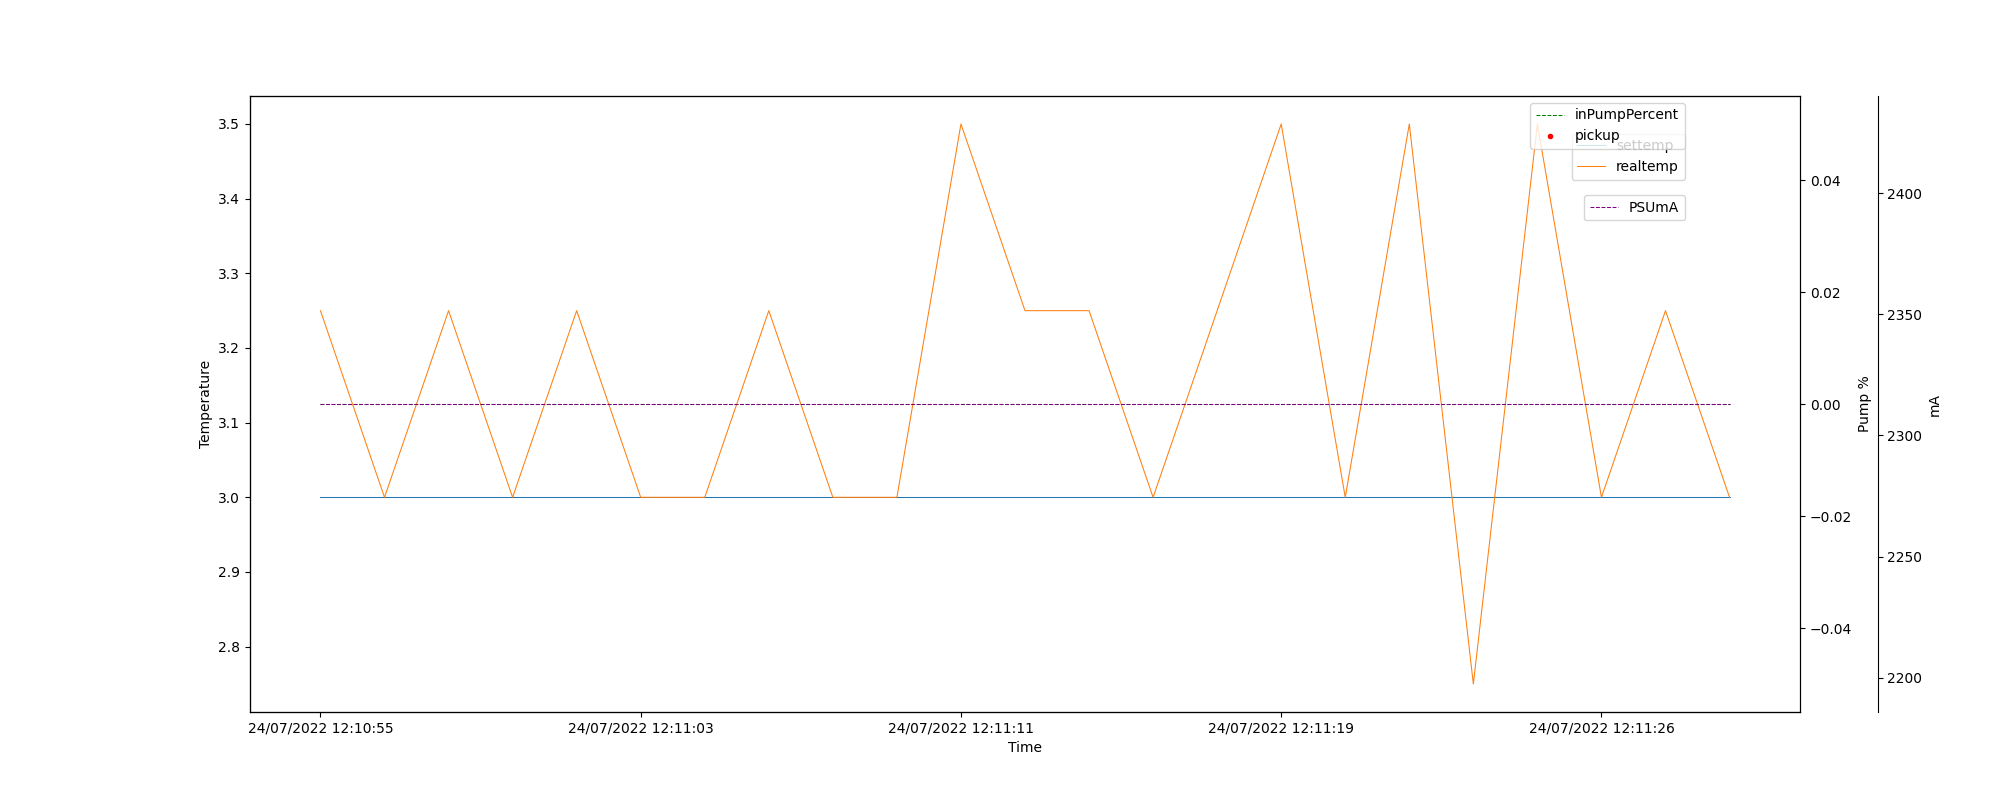 inPumpPercent
pickup
settemp
realtemp
PSUmA
3.5
3.4
3.3
3.2
3.1
3.0
2.9
2.8
Temperature
0.04
0.02
0.00
−0.02
−0.04
Pump %
2400
2350
2300
2250
2200
mA
24/07/2022 12:10:55
24/07/2022 12:11:03
24/07/2022 12:11:11
24/07/2022 12:11:19
24/07/2022 12:11:26
Time